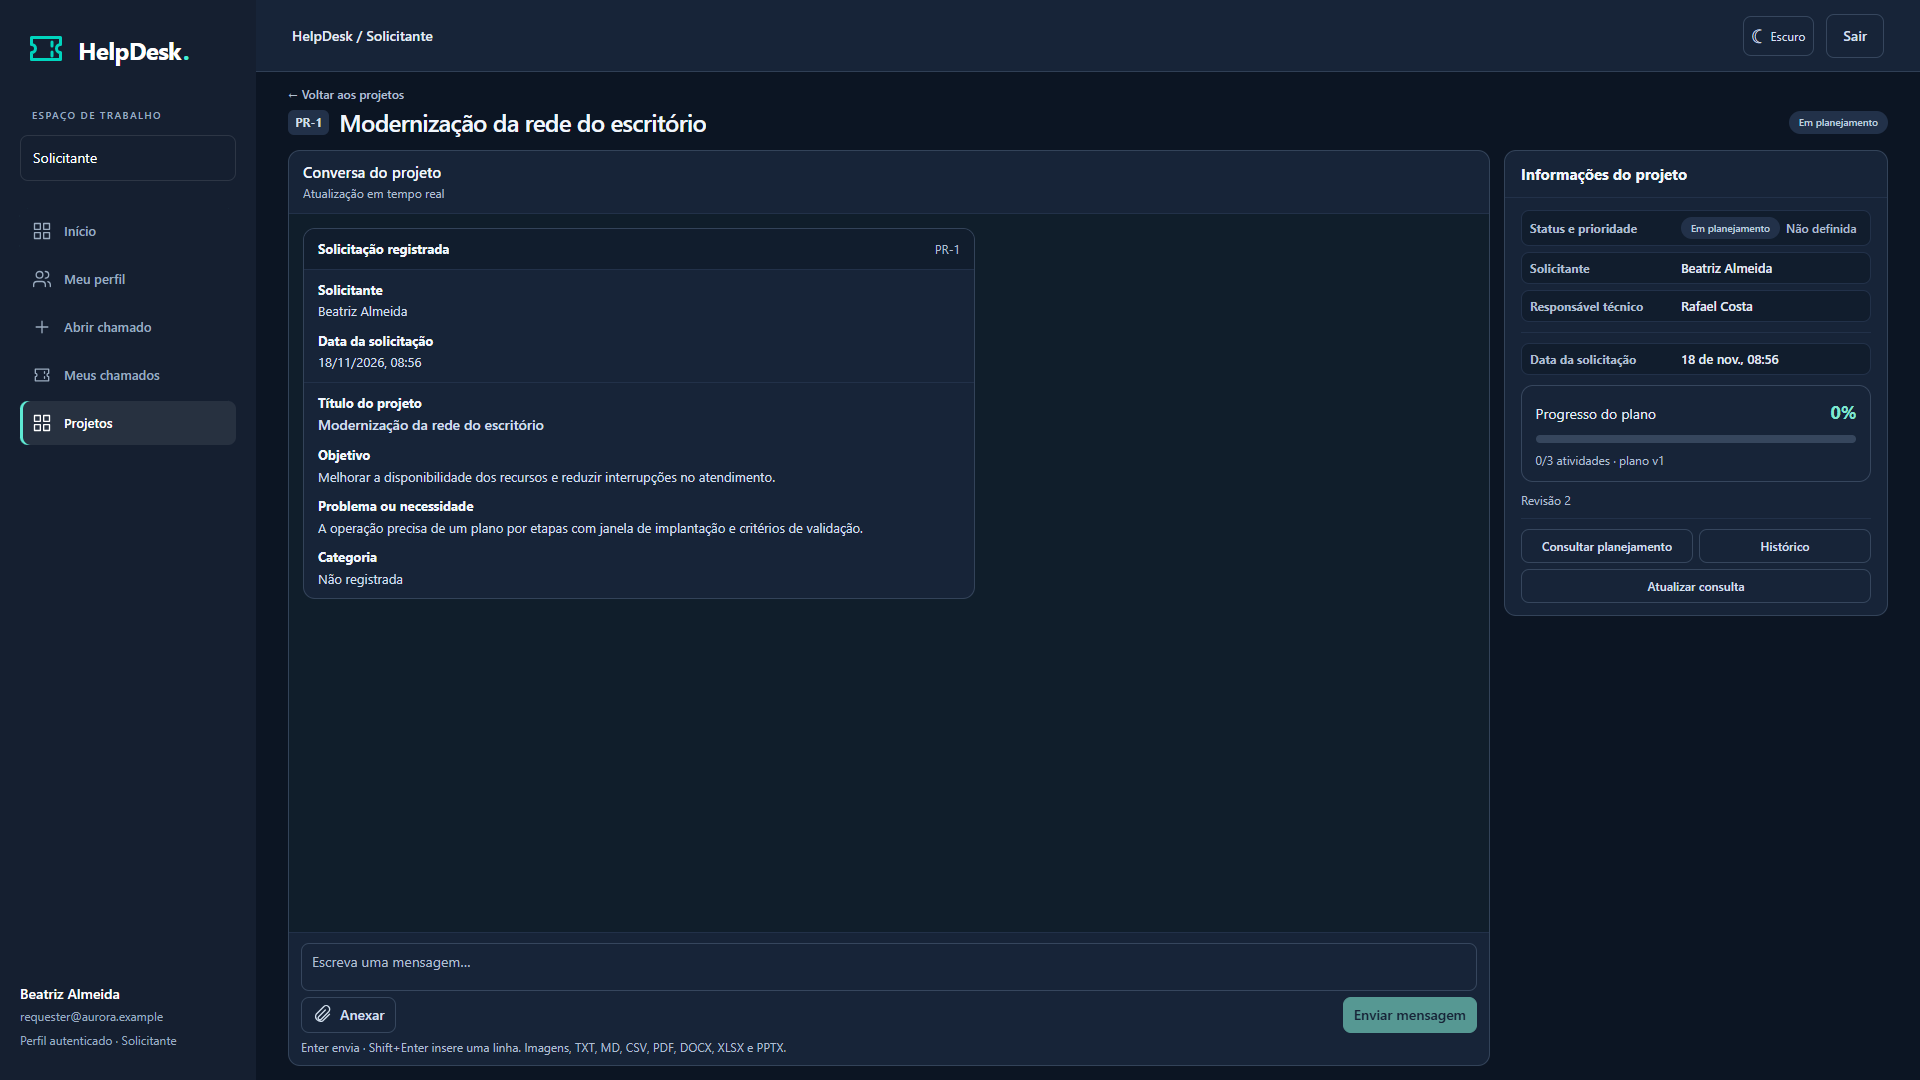 HelpDesk.
ESPAÇO DE TRABALHO
Solicitante
Início
Meu perfil
Abrir chamado
Meus chamados
Projetos
Beatriz Almeida
requester@aurora.example
Perfil autenticado · Solicitante
HelpDesk / Solicitante
Escuro
Sair
← Voltar aos projetos
PR-1 Modernização da rede do escritório
Em planejamento
Conversa do projeto
Atualização em tempo real
Solicitação registrada PR-1
Solicitante
Beatriz Almeida
Data da solicitação
18/11/2026, 08:56
Título do projeto
Modernização da rede do escritório
Objetivo
Melhorar a disponibilidade dos recursos e reduzir interrupções no atendimento.
Problema ou necessidade
A operação precisa de um plano por etapas com janela de implantação e critérios de validação.
Categoria
Não registrada
Escreva uma mensagem...
Anexar
Enviar mensagem
Enter envia · Shift+Enter insere uma linha. Imagens, TXT, MD, CSV, PDF, DOCX, XLSX e PPTX.
Informações do projeto
Status e prioridade Em planejamento Não definida
Solicitante Beatriz Almeida
Responsável técnico Rafael Costa
Data da solicitação 18 de nov., 08:56
Progresso do plano 0%
0/3 atividades · plano v1
Revisão 2
Consultar planejamento
Histórico
Atualizar consulta